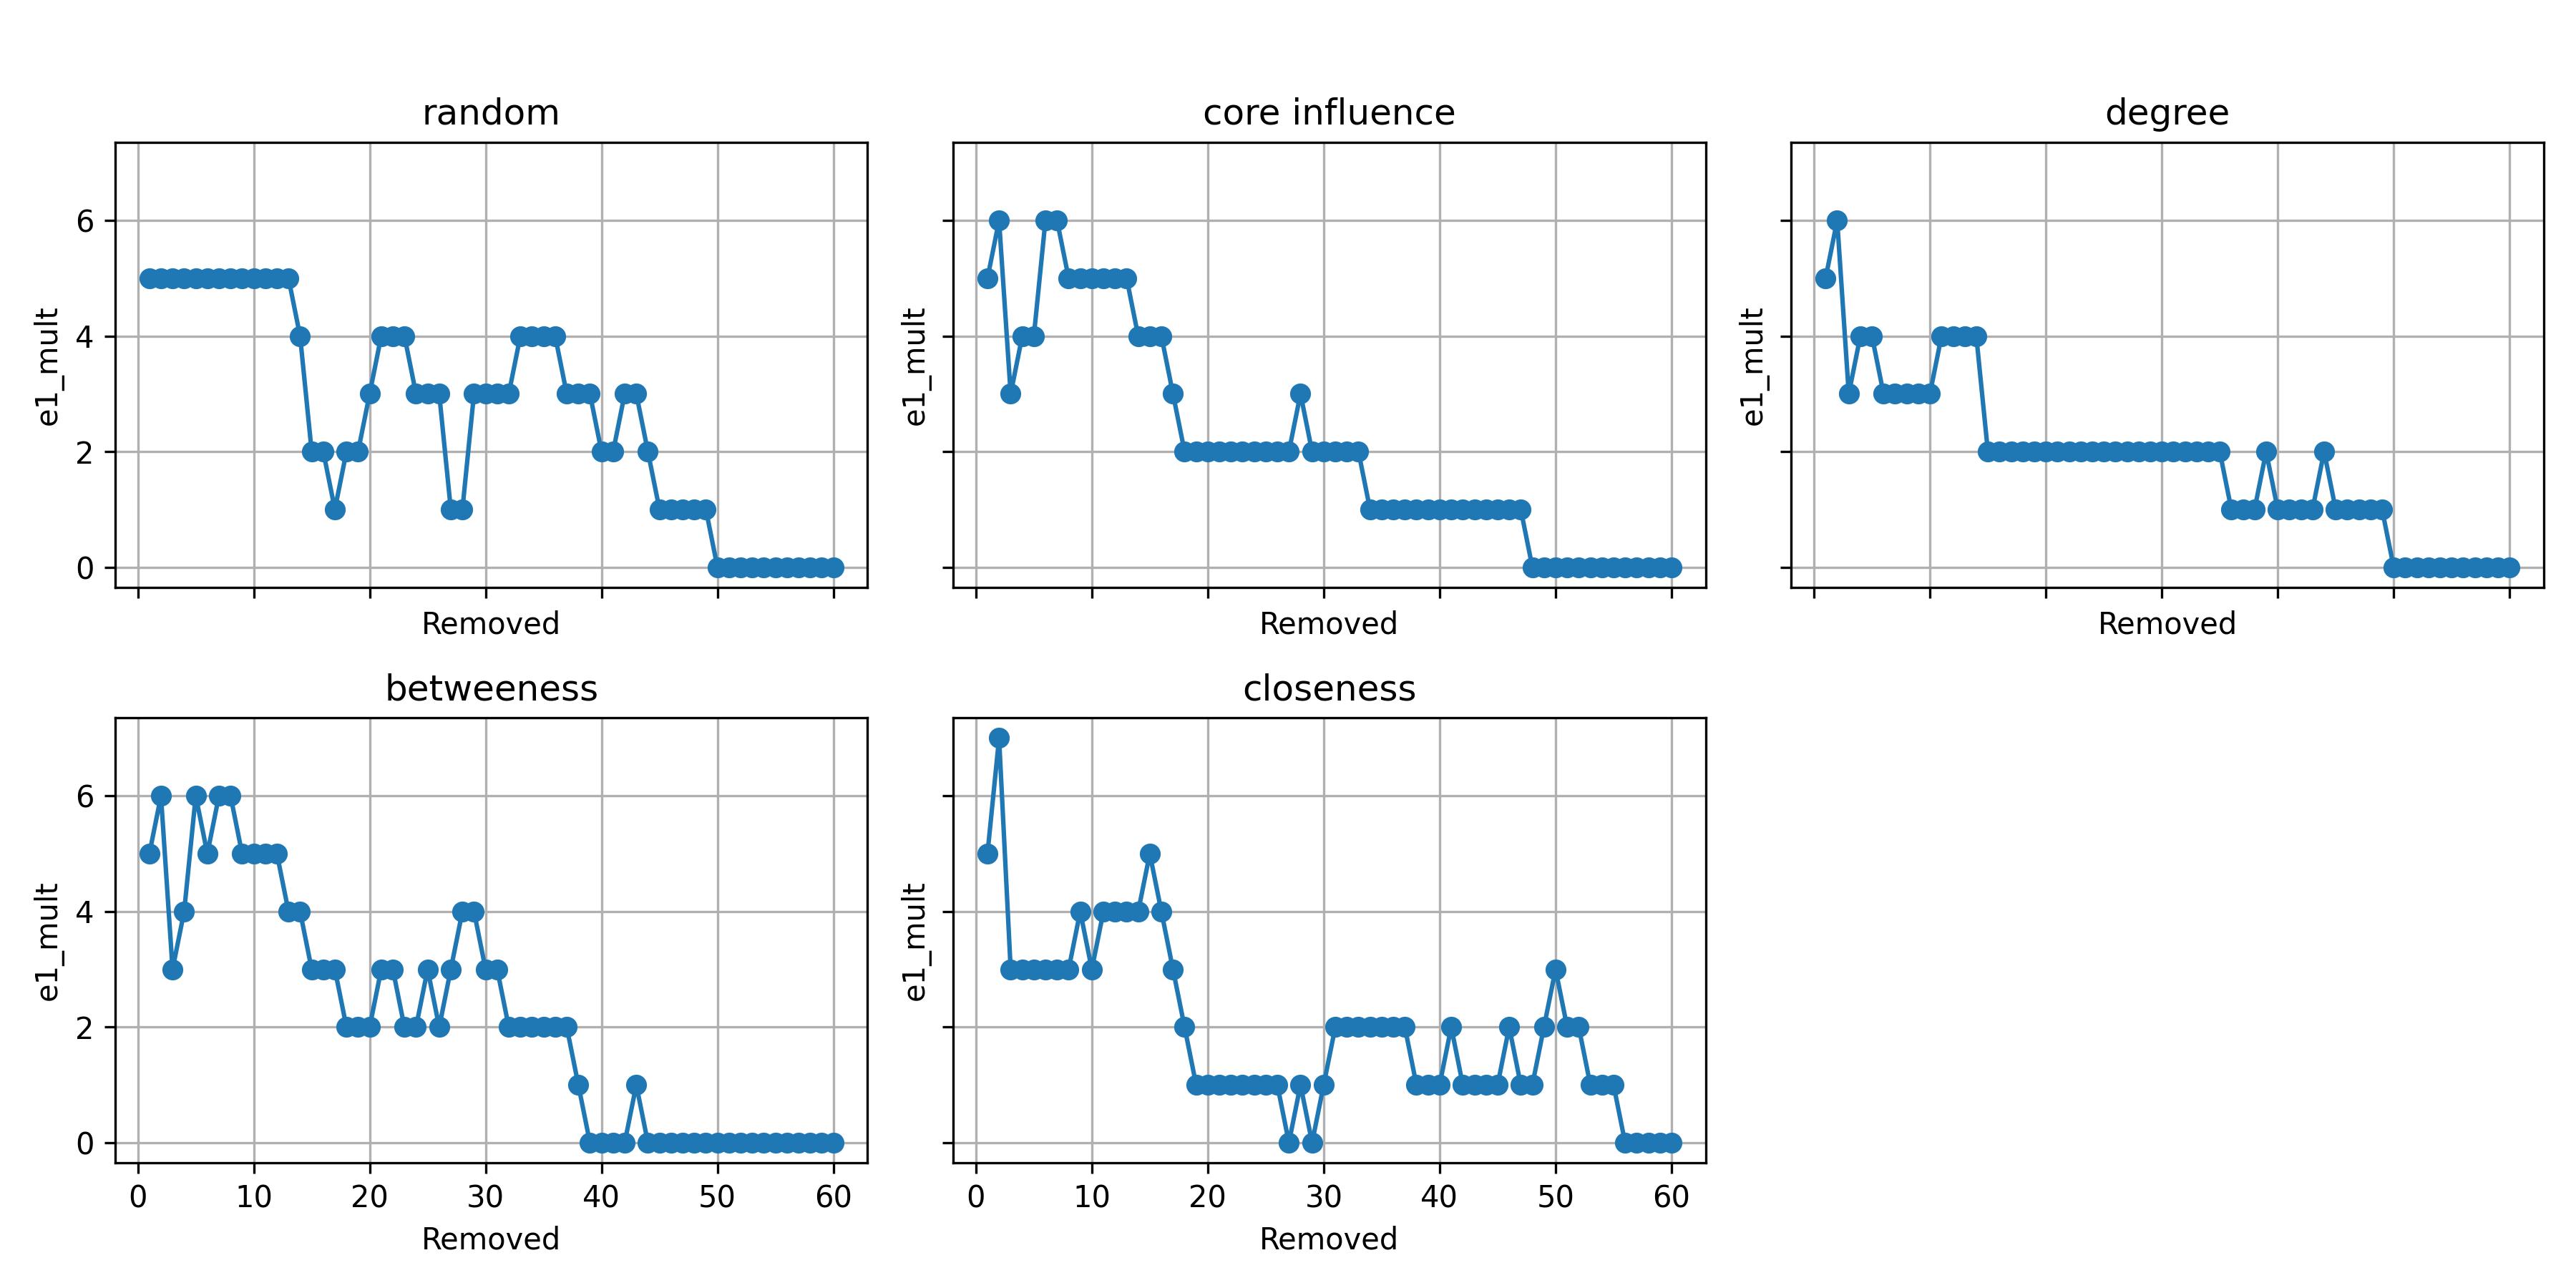 random
6
4
2
0
e1_mult
Removed
core influence
e1_mult
Removed
degree
e1_mult
Removed
betweeness
6
4
2
0
e1_mult
0 10 20 30 40 50 60
Removed
closeness
e1_mult
0 10 20 30 40 50 60
Removed